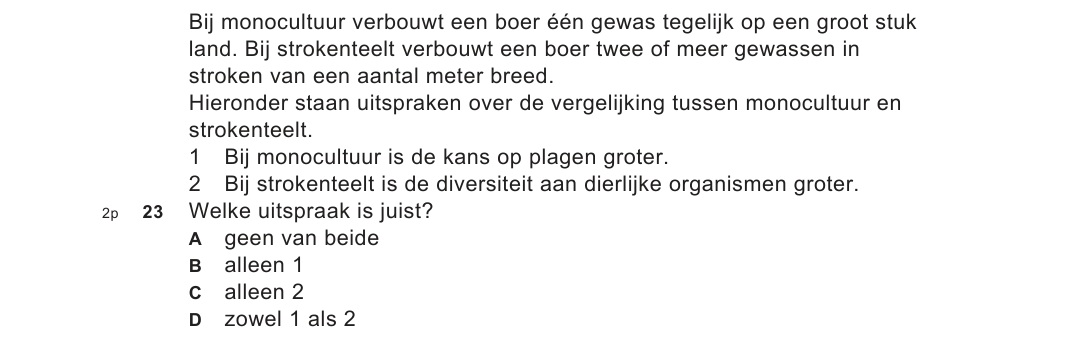 Bij monocultuur verbouwt een boer één gewas tegelijk op een groot stuk
land. Bij strokenteelt verbouwt een boer twee of meer gewassen in
stroken van een aantal meter breed.
Hieronder staan uitspraken over de vergelijking tussen monocultuur en
strokenteelt.
1 Bij monocultuur is de kans op plagen groter.
2 Bij strokenteelt is de diversiteit aan dierlijke organismen groter.
2p 23 Welke uitspraak is juist?
A geen van beide
B alleen 1
C alleen 2
D zowel 1 als 2